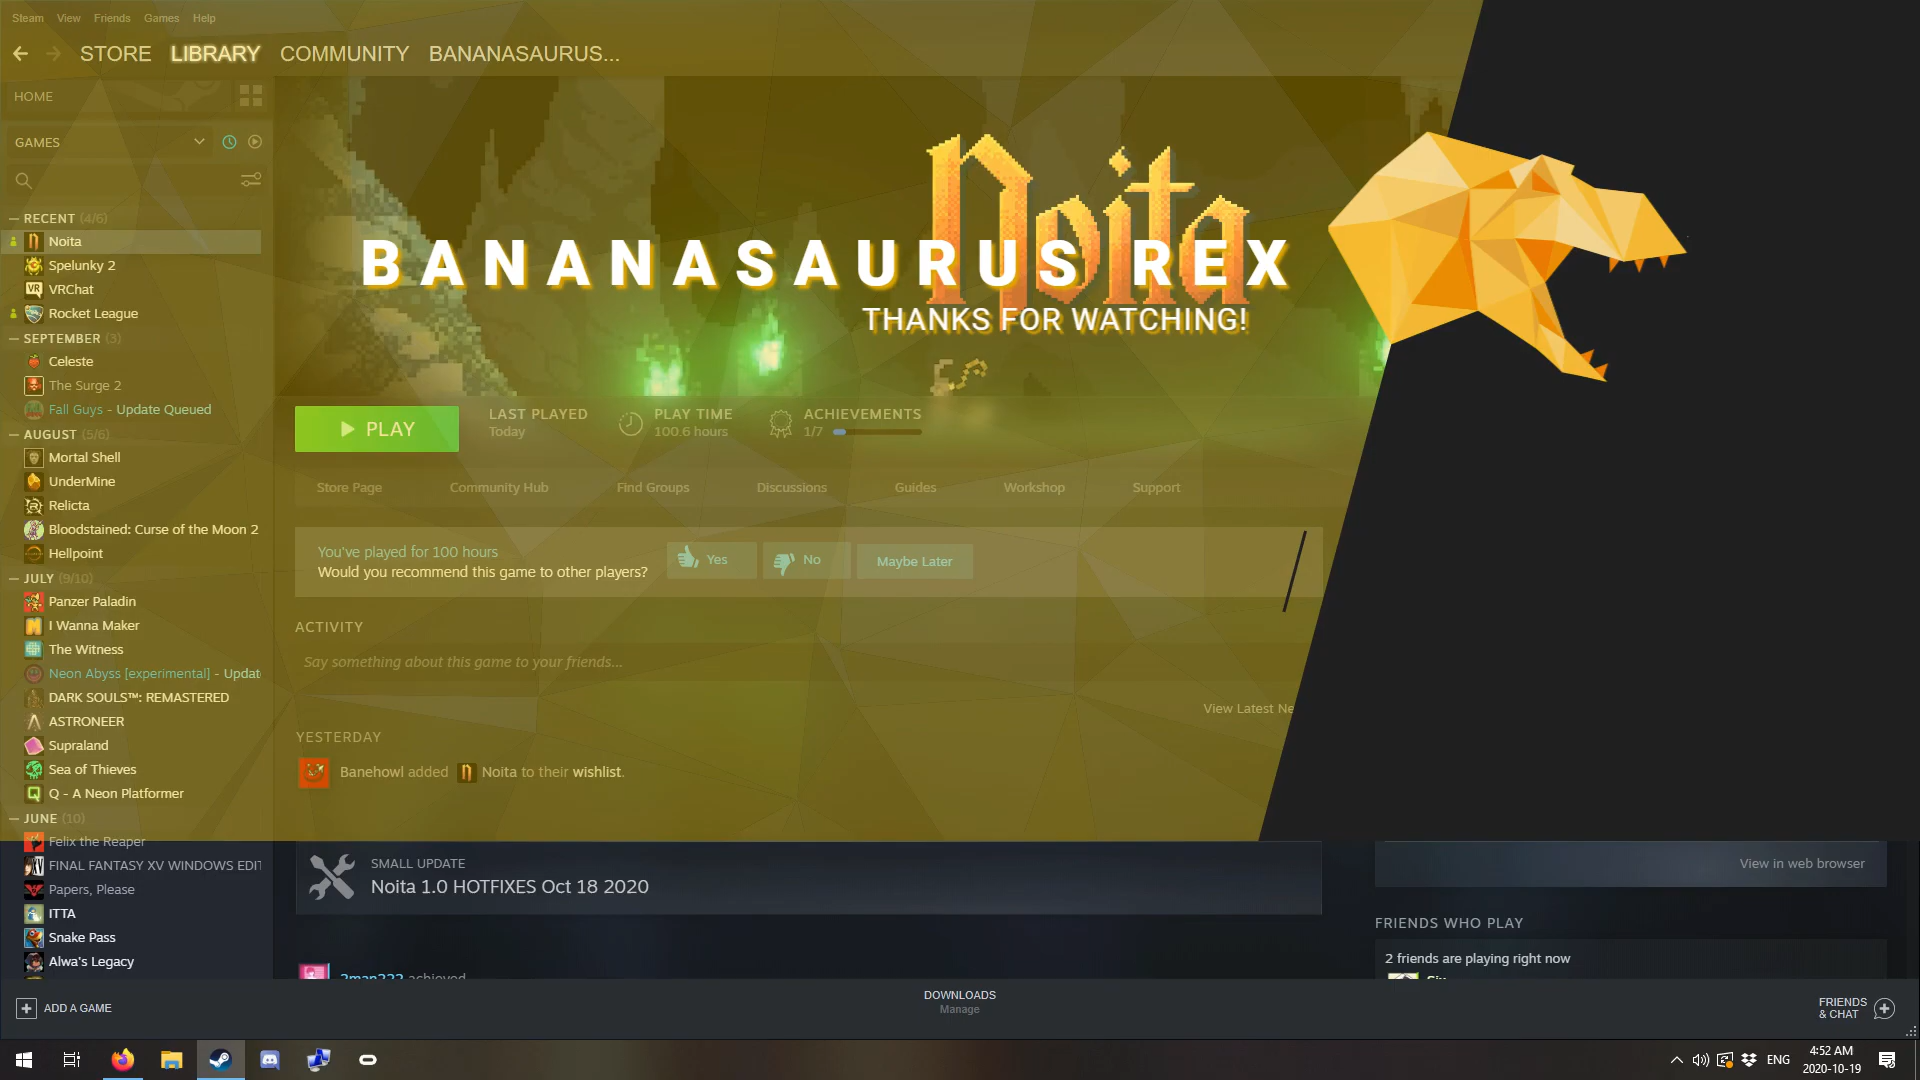 Steam View Friends Games Help
STORE LIBRARY COMMUNITY BANANASAURUS...
HOME
GAMES
RECENT (4/6)
Noita
Spelunky 2
VRChat
Rocket League
SEPTEMBER (3)
Celeste
The Surge 2
Fall Guys - Update Queued
AUGUST (5/6)
Mortal Shell
UnderMine
Relicta
Bloodstained: Curse of the Moon 2
Hellpoint
JULY (9/10)
Panzer Paladin
I Wanna Maker
The Witness
Neon Abyss [experimental] - Updat
DARK SOULS™: REMASTERED
ASTRONEER
Supraland
Sea of Thieves
Q - A Neon Platformer
JUNE (10)
Felix the Reaper
FINAL FANTASY XV WINDOWS EDIT
Papers, Please
ITTA
Snake Pass
Alwa's Legacy
Noita
BANANASAURUS REX
THANKS FOR WATCHING!
PLAY
LAST PLAYED
Today
PLAY TIME
100.6 hours
ACHIEVEMENTS
1/7
Store Page Community Hub Find Groups Discussions Guides Workshop Support
You've played for 100 hours
Would you recommend this game to other players?
Yes No Maybe Later
ACTIVITY
Say something about this game to your friends...
View Latest Ne
YESTERDAY
Banehowl added Noita to their wishlist.
SMALL UPDATE
Noita 1.0 HOTFIXES Oct 18 2020
2man222 achieved
View in web browser
FRIENDS WHO PLAY
2 friends are playing right now
ADD A GAME
DOWNLOADS
Manage
FRIENDS
& CHAT
ENG
4:52 AM
2020-10-19